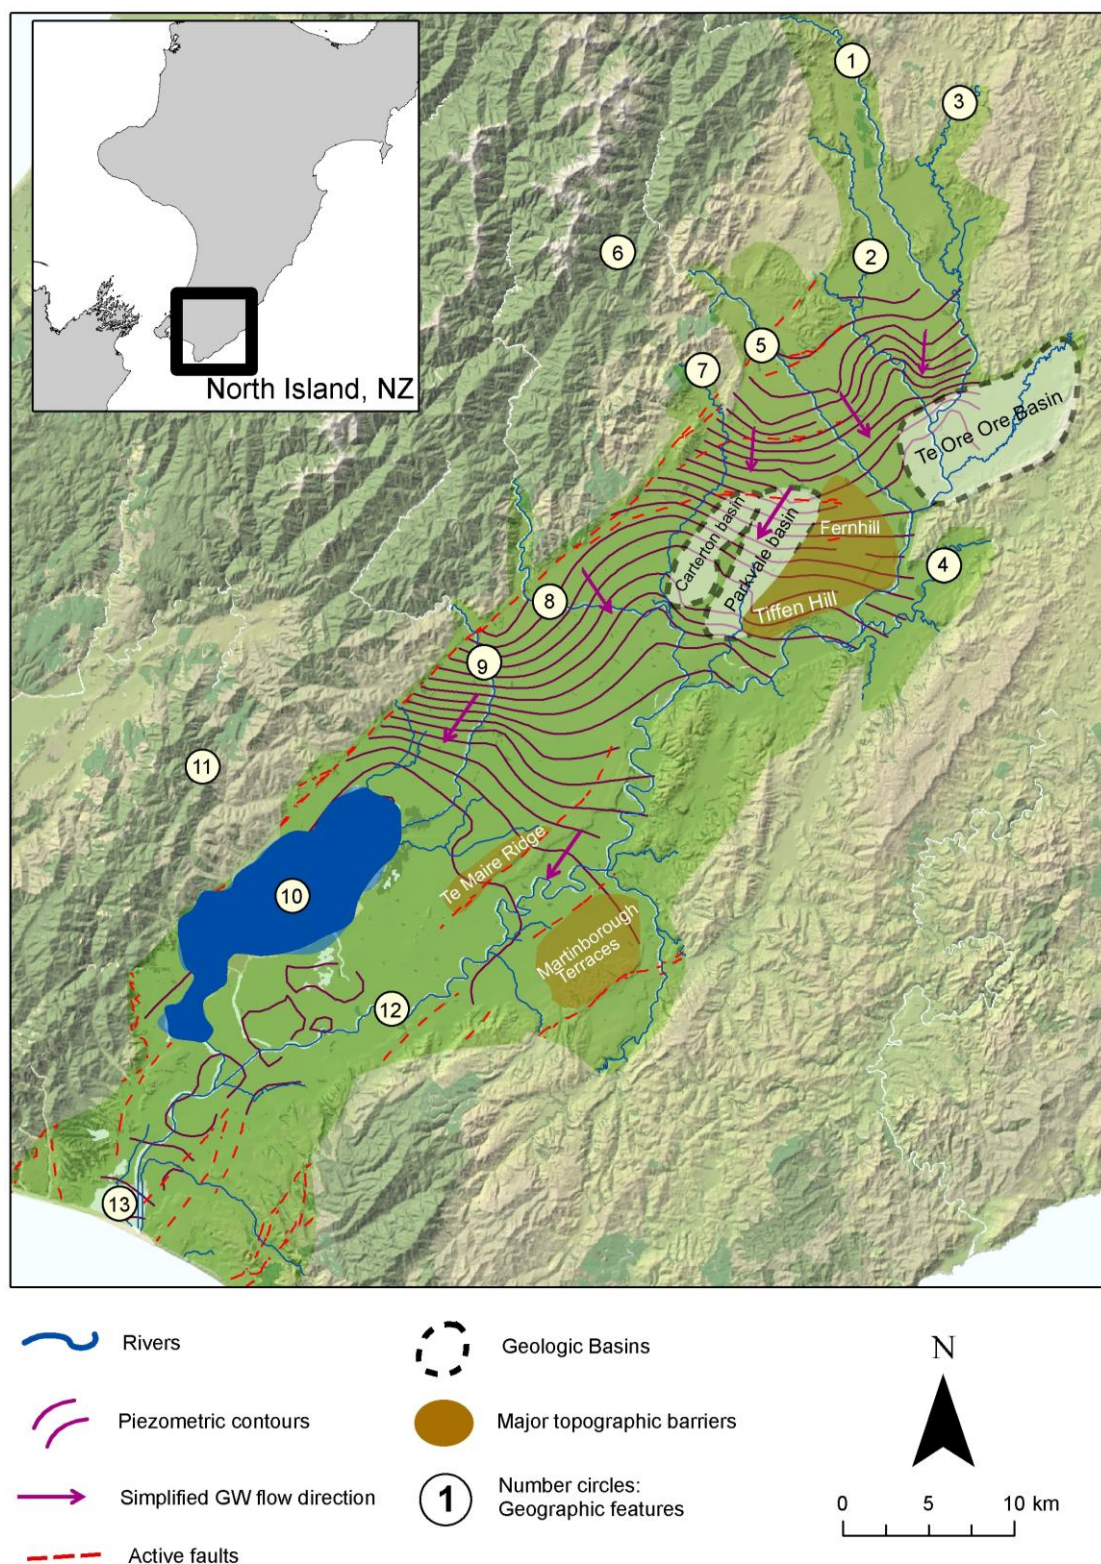 North Island, NZ
1
3
2
6
5
7
Te Ore Ore Basin
Carterton basin
Parkvale basin
Fernhill
4
Tiffen Hill
8
9
11
Te Maire Ridge
10
Martinborough
Terraces
12
13
Rivers
Geologic Basins
N
Piezometric contours
Major topographic barriers
Simplified GW flow direction
1
Number circles:
Geographic features
0 5 10 km
Active faults